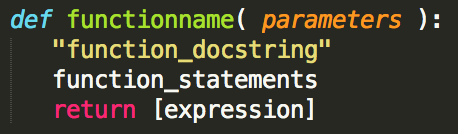 def functionname( parameters ):
"function_docstring"
function_statements
return [expression]